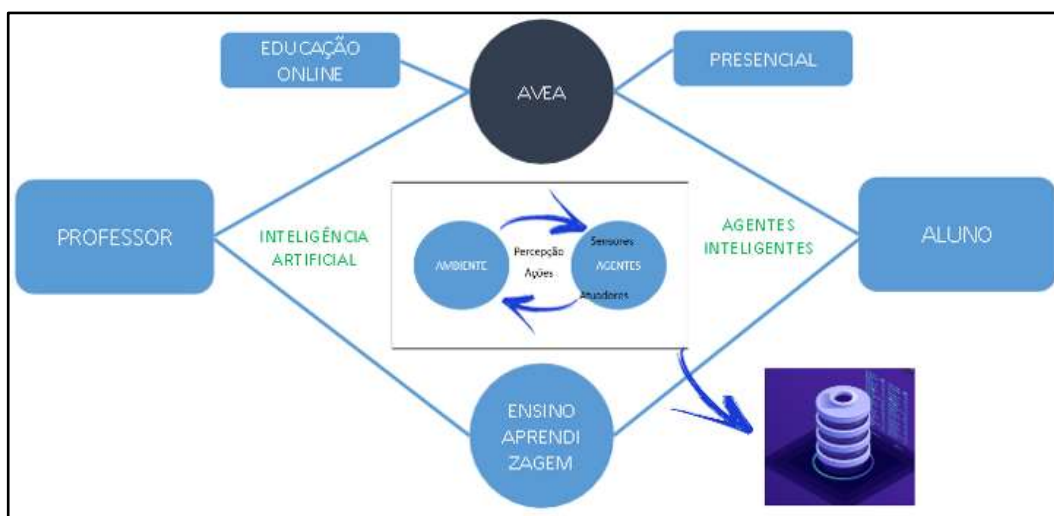 EDUCAÇÃO
ONLINE
AVEA
PRESENCIAL
PROFESSOR
INTELIGÊNCIA
ARTIFICIAL
AMBIENTE
Percepção
Ações
Sensores
AGENTES
Atuadores
AGENTES
INTELIGENTES
ALUNO
ENSINO
APRENDI
ZAGEM